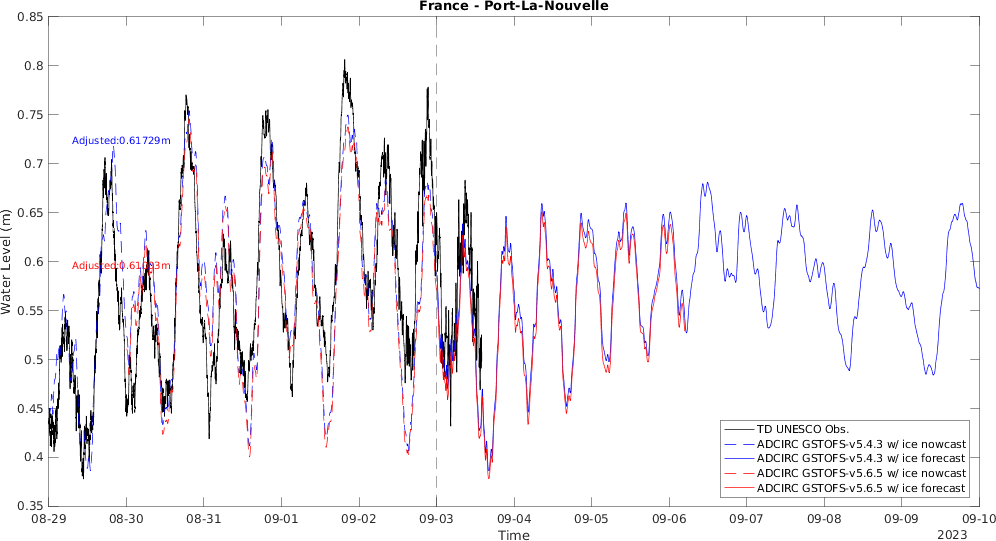 France - Port-La-Nouvelle
0.85
0.8
0.75
0.7
0.65
0.6
0.55
0.5
0.45
0.4
0.35
Water Level (m)
Adjusted:0.61729m
TD UNESCO Obs.
ADCIRC GSTOFS-v5.4.3 w/ ice nowcast
ADCIRC GSTOFS-v5.4.3 w/ ice forecast
ADCIRC GSTOFS-v5.6.5 w/ ice nowcast
ADCIRC GSTOFS-v5.6.5 w/ ice forecast
08-29 08-30 08-31 09-01 09-02 09-03 09-04 09-05 09-06 09-07 09-08 09-09 09-10
Time
2023